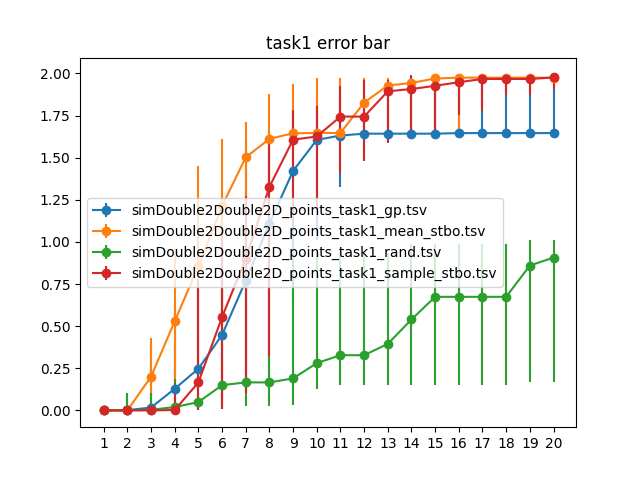 task1 error bar
2.00
1.75
1.50
1.25
1.00
0.75
0.50
0.25
0.00
simDouble2Double2D_points_task1_gp.tsv
simDouble2Double2D_points_task1_mean_stbo.tsv
simDouble2Double2D_points_task1_rand.tsv
simDouble2Double2D_points_task1_sample_stbo.tsv
1 2 3 4 5 6 7 8 9 10 11 12 13 14 15 16 17 18 19 20